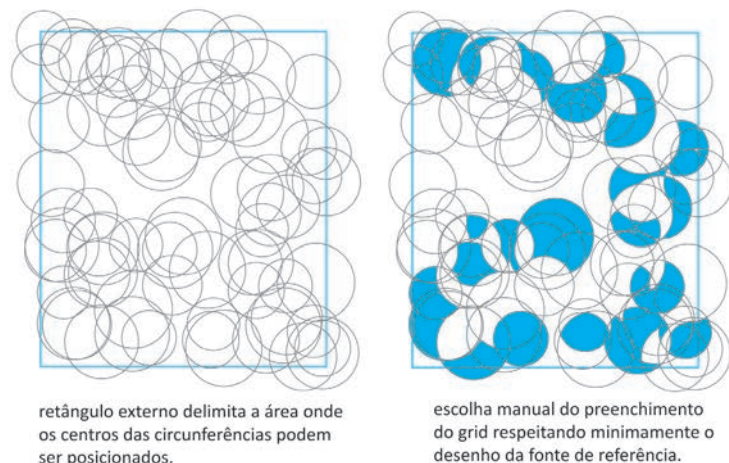 retângulo externo delimita a área onde
os centros das circunferências podem
ser posicionados.
escolha manual do preenchimento
do grid respeitando minimamente o
desenho da fonte de referência.